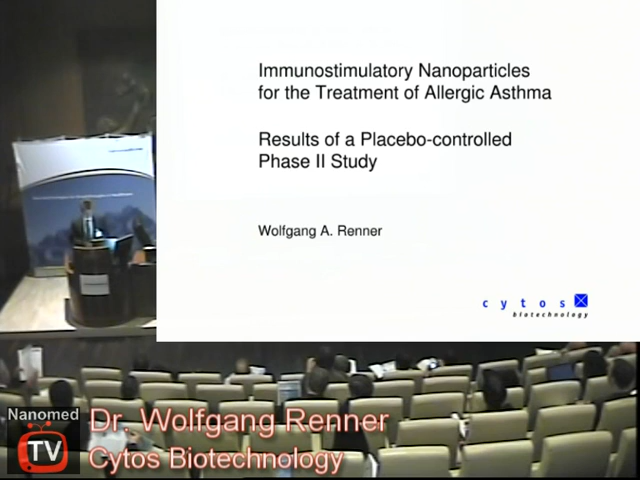 Immunostimulatory Nanoparticles
for the Treatment of Allergic Asthma
Results of a Placebo-controlled
Phase II Study
Wolfgang A. Renner
cytos
biotechnology
Nanomed
TV
Dr. Wolfgang Renner
Cytos Biotechnology